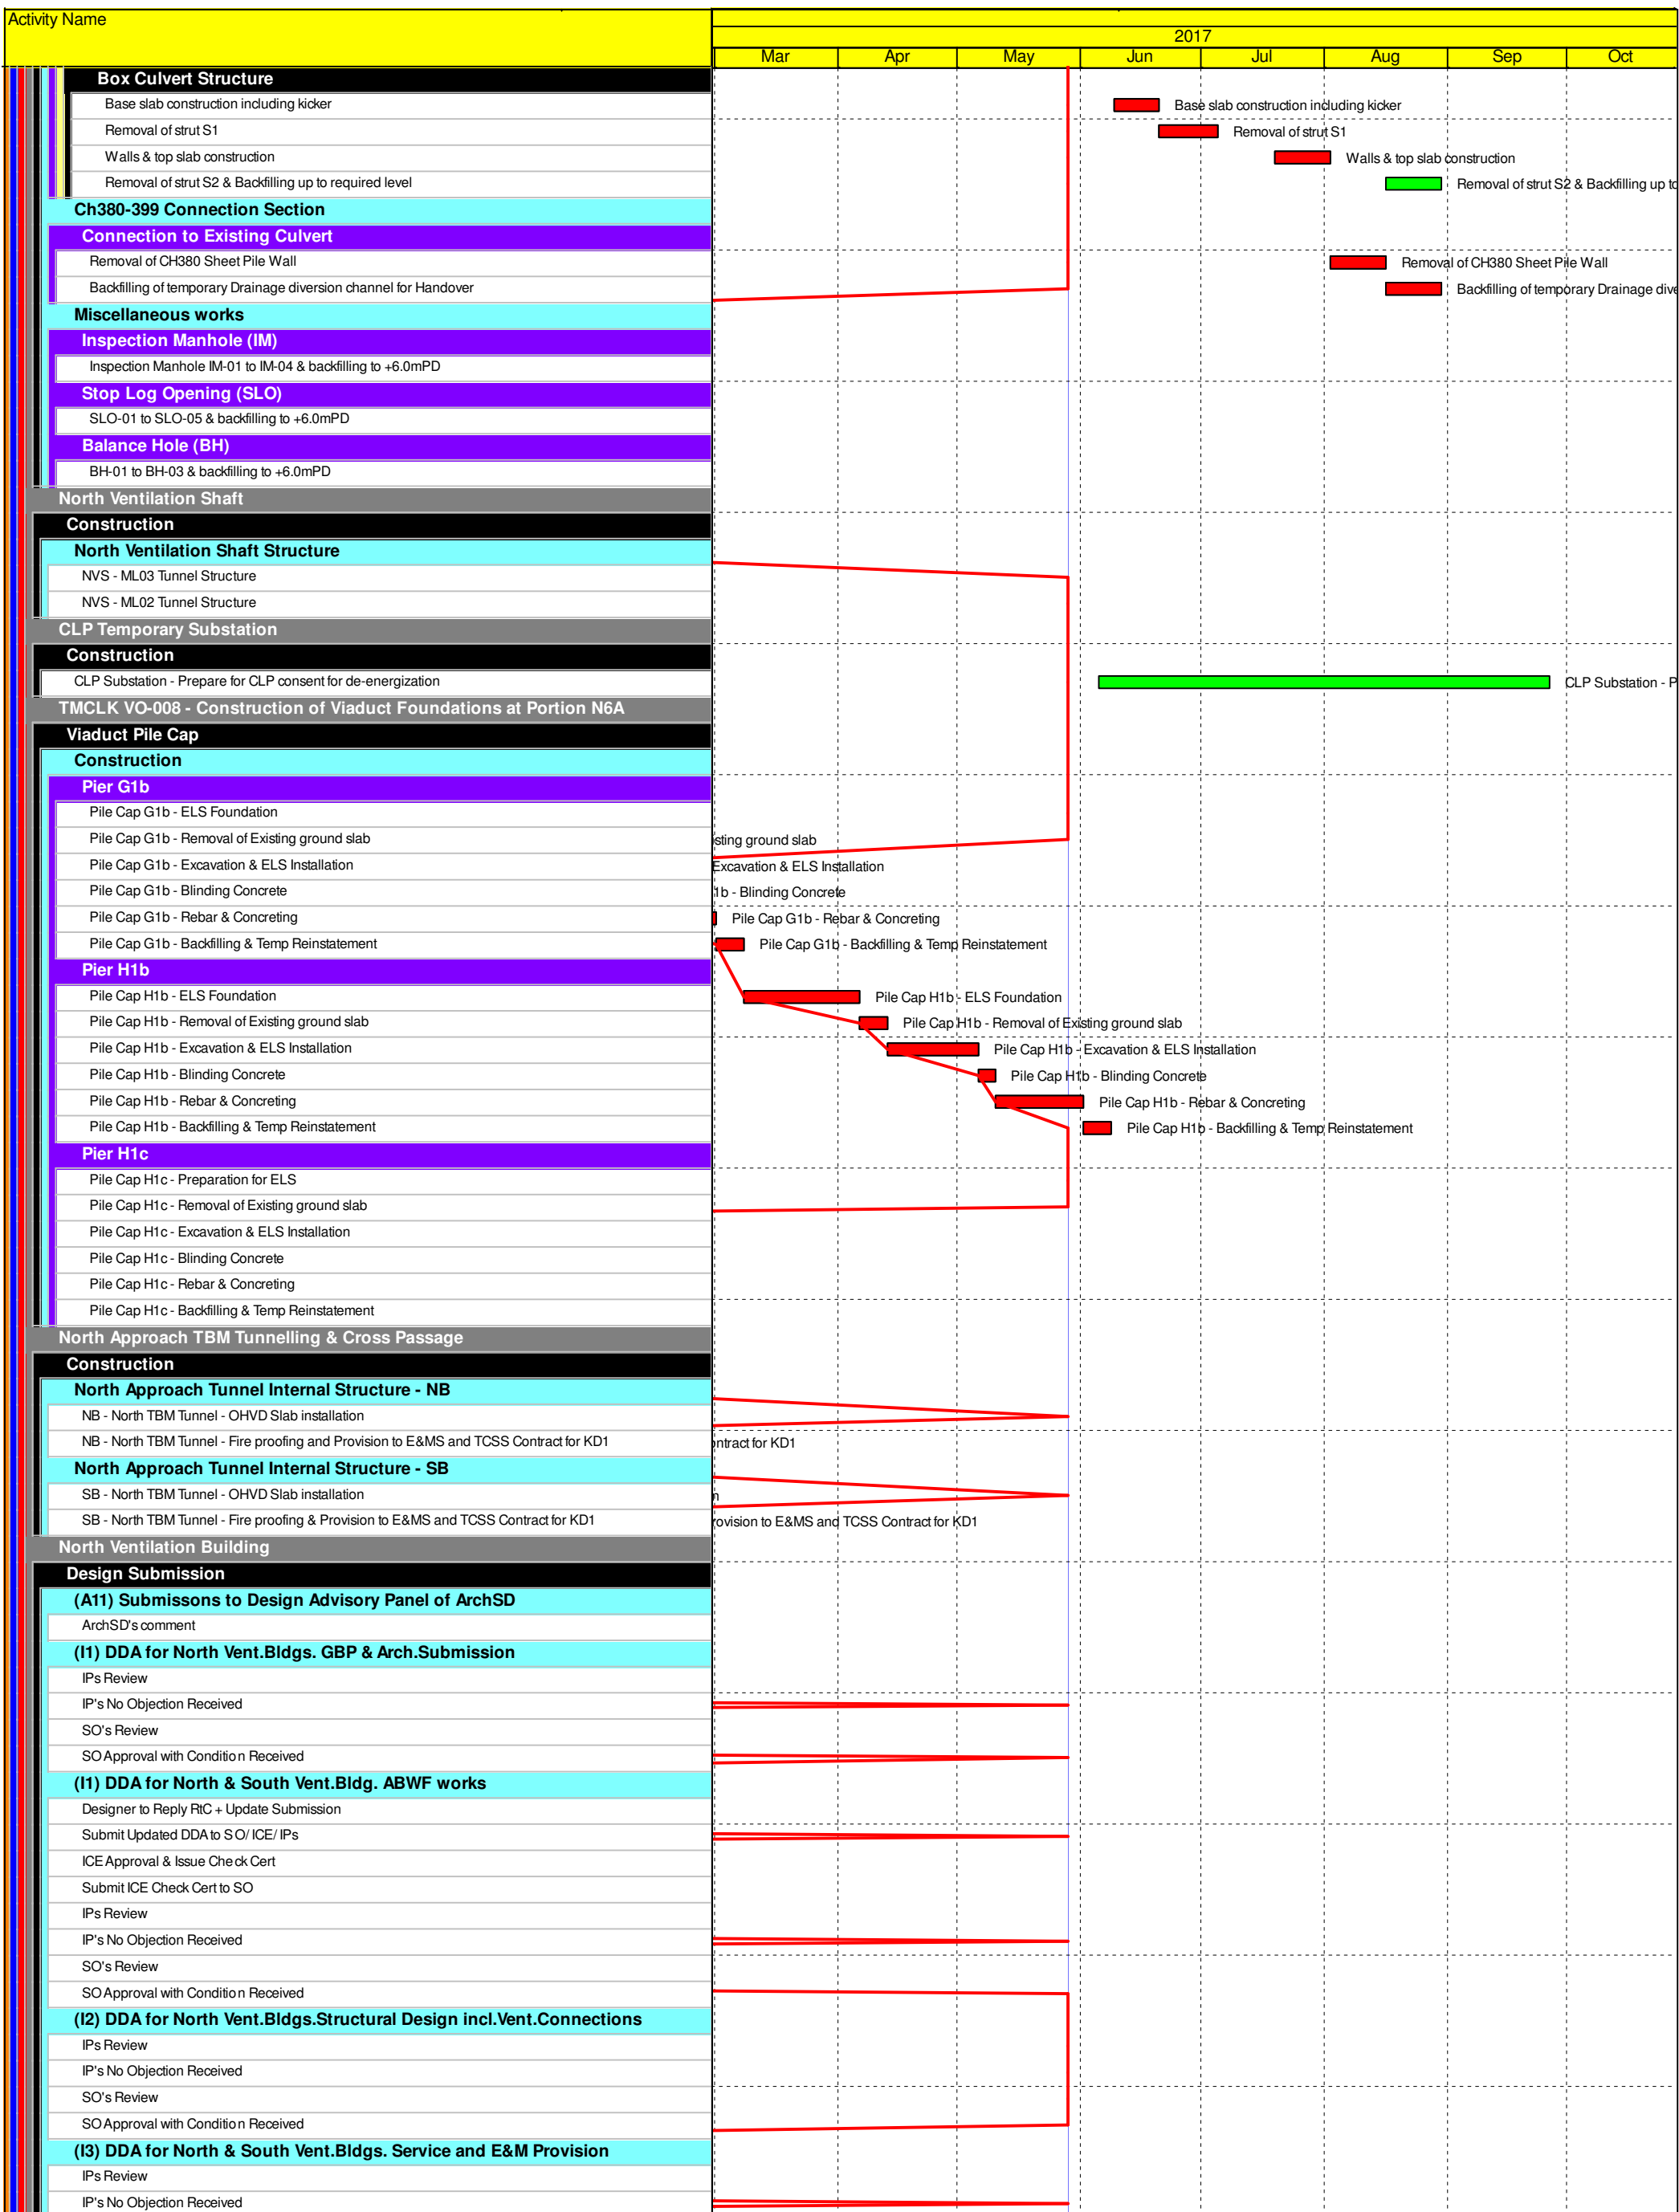 Activity Name
2017
Mar Apr May Jun Jul Aug Sep Oct
Box Culvert Structure
Base slab construction including kicker Base slab construction including kicker
Removal of strut S1 Removal of strut S1
Walls & top slab construction Walls & top slab construction
Removal of strut S2 & Backfilling up to required level Removal of strut S2 & Backfilling up to
Ch380-399 Connection Section
Connection to Existing Culvert
Removal of CH380 Sheet Pile Wall Removal of CH380 Sheet Pile Wall
Backfilling of temporary Drainage diversion channel for Handover Backfilling of temporary Drainage dive
Miscellaneous works
Inspection Manhole (IM)
Inspection Manhole IM-01 to IM-04 & backfilling to +6.0mPD
Stop Log Opening (SLO)
SLO-01 to SLO-05 & backfilling to +6.0mPD
Balance Hole (BH)
BH-01 to BH-03 & backfilling to +6.0mPD
North Ventilation Shaft
Construction
North Ventilation Shaft Structure
NVS - ML03 Tunnel Structure
NVS - ML02 Tunnel Structure
CLP Temporary Substation
Construction
CLP Substation - Prepare for CLP consent for de-energization CLP Substation - P
TMCLK VO-008 - Construction of Viaduct Foundations at Portion N6A
Viaduct Pile Cap
Construction
Pier G1b
Pile Cap G1b - ELS Foundation
Pile Cap G1b - Removal of Existing ground slab sting ground slab
Pile Cap G1b - Excavation & ELS Installation Excavation & ELS Installation
Pile Cap G1b - Blinding Concrete 1b - Blinding Concrete
Pile Cap G1b - Rebar & Concreting Pile Cap G1b - Rebar & Concreting
Pile Cap G1b - Backfilling & Temp Reinstatement Pile Cap G1b - Backfilling & Temp Reinstatement
Pier H1b
Pile Cap H1b - ELS Foundation Pile Cap H1b - ELS Foundation
Pile Cap H1b - Removal of Existing ground slab Pile Cap H1b - Removal of Existing ground slab
Pile Cap H1b - Excavation & ELS Installation Pile Cap H1b - Excavation & ELS Installation
Pile Cap H1b - Blinding Concrete Pile Cap H1b - Blinding Concrete
Pile Cap H1b - Rebar & Concreting Pile Cap H1b - Rebar & Concreting
Pile Cap H1b - Backfilling & Temp Reinstatement Pile Cap H1b - Backfilling & Temp Reinstatement
Pier H1c
Pile Cap H1c - Preparation for ELS
Pile Cap H1c - Removal of Existing ground slab
Pile Cap H1c - Excavation & ELS Installation
Pile Cap H1c - Blinding Concrete
Pile Cap H1c - Rebar & Concreting
Pile Cap H1c - Backfilling & Temp Reinstatement
North Approach TBM Tunnelling & Cross Passage
Construction
North Approach Tunnel Internal Structure - NB
NB - North TBM Tunnel - OHVD Slab installation
NB - North TBM Tunnel - Fire proofing and Provision to E&MS and TCSS Contract for KD1 ntract for KD1
North Approach Tunnel Internal Structure - SB
SB - North TBM Tunnel - OHVD Slab installation n
SB - North TBM Tunnel - Fire proofing & Provision to E&MS and TCSS Contract for KD1 rovision to E&MS and TCSS Contract for KD1
North Ventilation Building
Design Submission
(A11) Submissons to Design Advisory Panel of ArchSD
ArchSD's comment
(I1) DDA for North Vent.Bldgs. GBP & Arch.Submission
IPs Review
IP's No Objection Received
SO's Review
SO Approval with Condition Received
(I1) DDA for North & South Vent.Bldg. ABWF works
Designer to Reply RtC + Update Submission
Submit Updated DDA to SO/ ICE/ IPs
ICE Approval & Issue Check Cert
Submit ICE Check Cert to SO
IPs Review
IP's No Objection Received
SO's Review
SO Approval with Condition Received
(I2) DDA for North Vent.Bldgs.Structural Design incl.Vent.Connections
IPs Review
IP's No Objection Received
SO's Review
SO Approval with Condition Received
(I3) DDA for North & South Vent.Bldgs. Service and E&M Provision
IPs Review
IP's No Objection Received